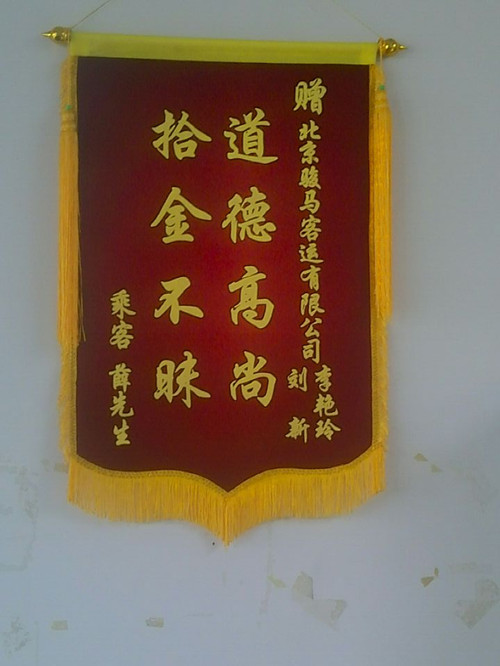 赠北京骏马客运有限公司李艳玲
刘新
道德高尚
拾金不昧
乘客 薛先生